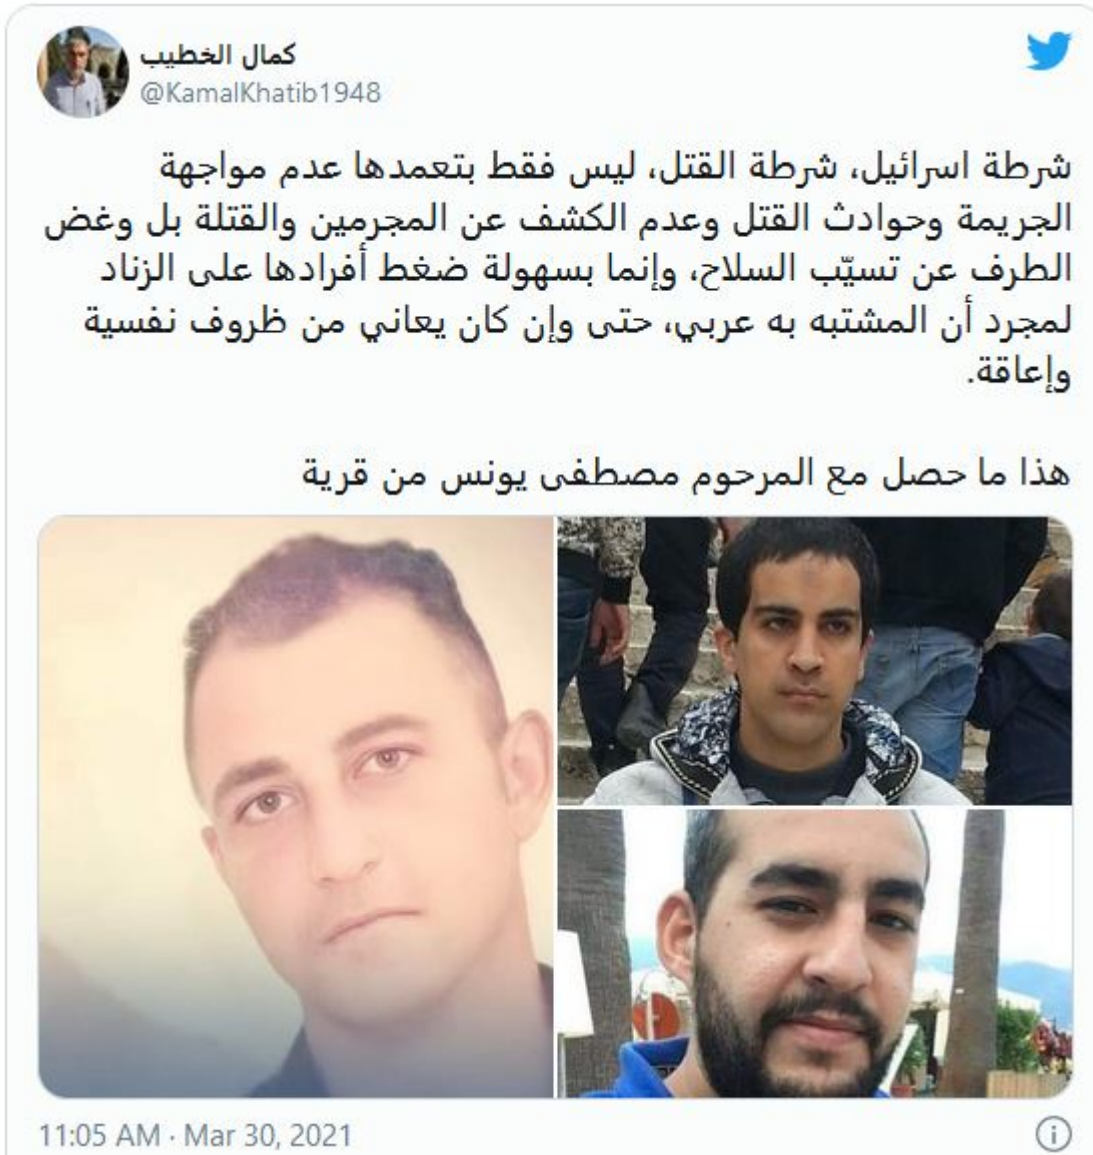 كمال الخطيب
@KamalKhatib1948
شرطة اسرائيل، شرطة القتل، ليس فقط بتعمدها عدم مواجهة
الجريمة وحوادث القتل وعدم الكشف عن المجرمين والقتلة بل وغض
الطرف عن تسيّب السلاح، وإنما بسهولة ضغط أفرادها على الزناد
لمجرد أن المشتبه به عربي، حتى وإن كان يعاني من ظروف نفسية
وإعاقة.
هذا ما حصل مع المرحوم مصطفى يونس من قرية
11:05 AM · Mar 30, 2021